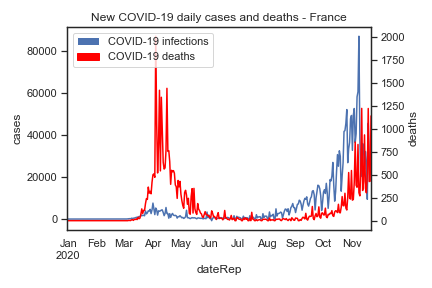 New COVID-19 daily cases and deaths - France
COVID-19 infections
COVID-19 deaths
80000
60000
40000
20000
0
cases
2000
1750
1500
1250
1000
750
500
250
0
deaths
Jan Feb Mar Apr May Jun Jul Aug Sep Oct Nov
2020
dateRep